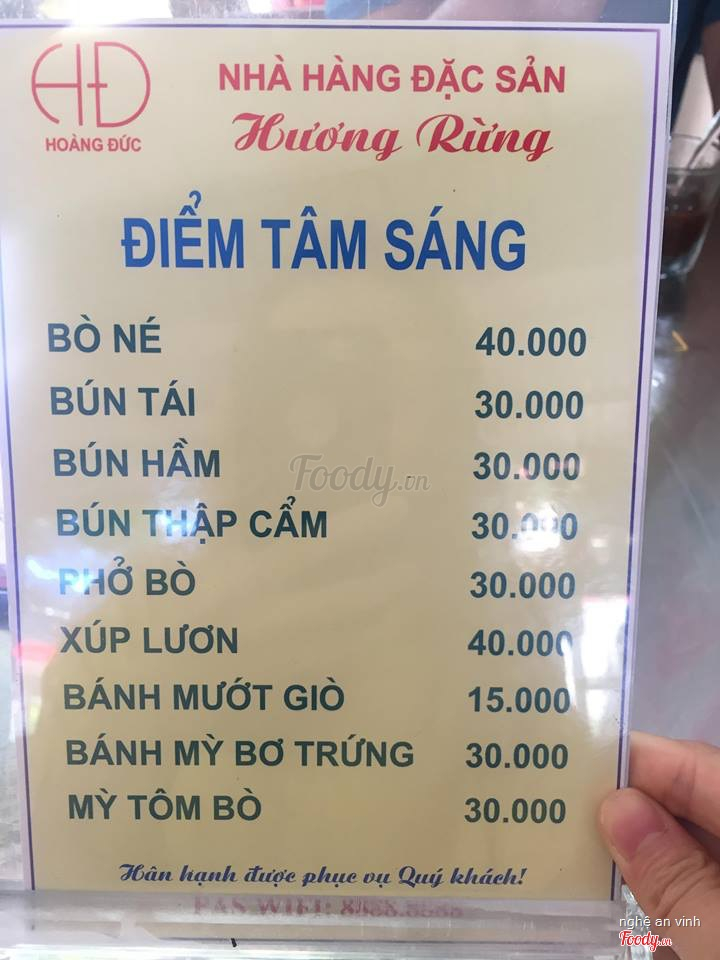 HD
HOÀNG ĐỨC
NHÀ HÀNG ĐẶC SẢN
Hương Rừng
ĐIỂM TÂM SÁNG
BÒ NÉ 40.000
BÚN TÁI 30.000
BÚN HẦM 30.000
Foody.vn
BÚN THẬP CẨM 30.000
PHỞ BÒ 30.000
XÚP LƯƠN 40.000
BÁNH MƯỚT GIÒ 15.000
BÁNH MỲ BƠ TRỨNG 30.000
MỲ TÔM BÒ 30.000
Hân hạnh được phục vụ Quý khách!
PAS WIFI:
nghệ an vinh
Foody.vn